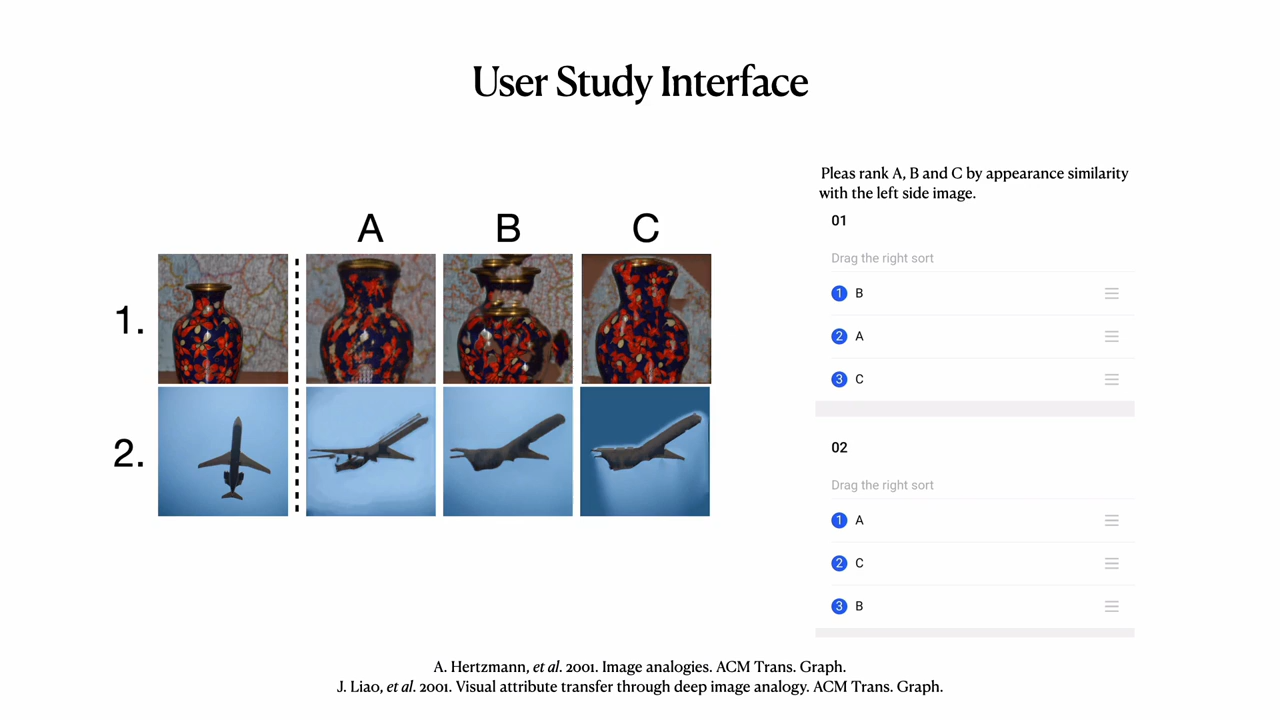 User Study Interface
Pleas rank A, B and C by appearance similarity
with the left side image.
A B C
1.
2.
01
Drag the right sort
1 B
2 A
3 C
02
Drag the right sort
1 A
2 C
3 B
A. Hertzmann, et al. 2001. Image analogies. ACM Trans. Graph.
J. Liao, et al. 2001. Visual attribute transfer through deep image analogy. ACM Trans. Graph.